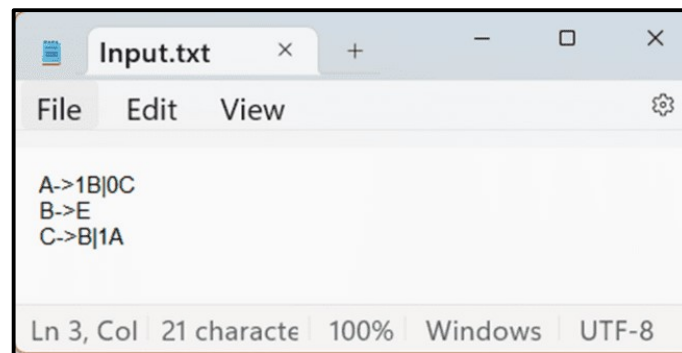 Input.txt × + − □ ×
File Edit View
A->1B|0C
B->E
C->B|1A
Ln 3, Col 21 characte 100% Windows UTF-8